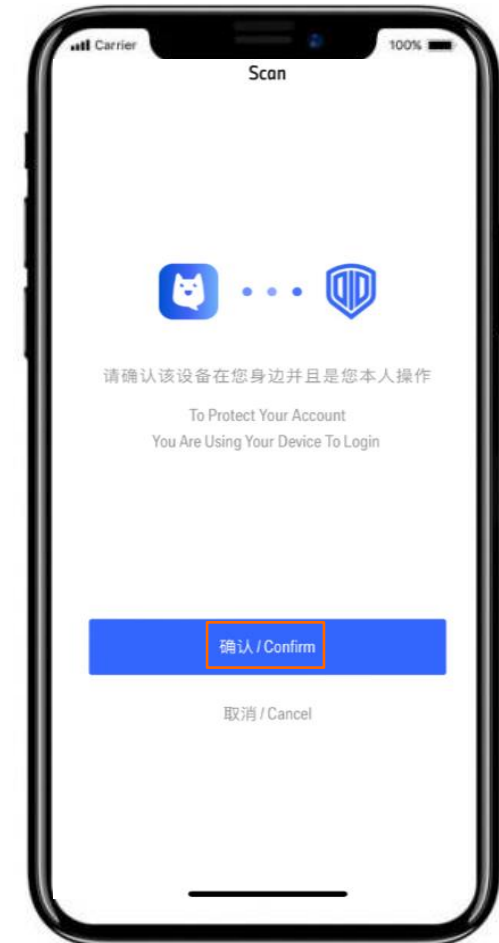 Carrier
100%
Scan
请确认该设备在您身边并且是您本人操作
To Protect Your Account
You Are Using Your Device To Login
确认 / Confirm
取消 / Cancel